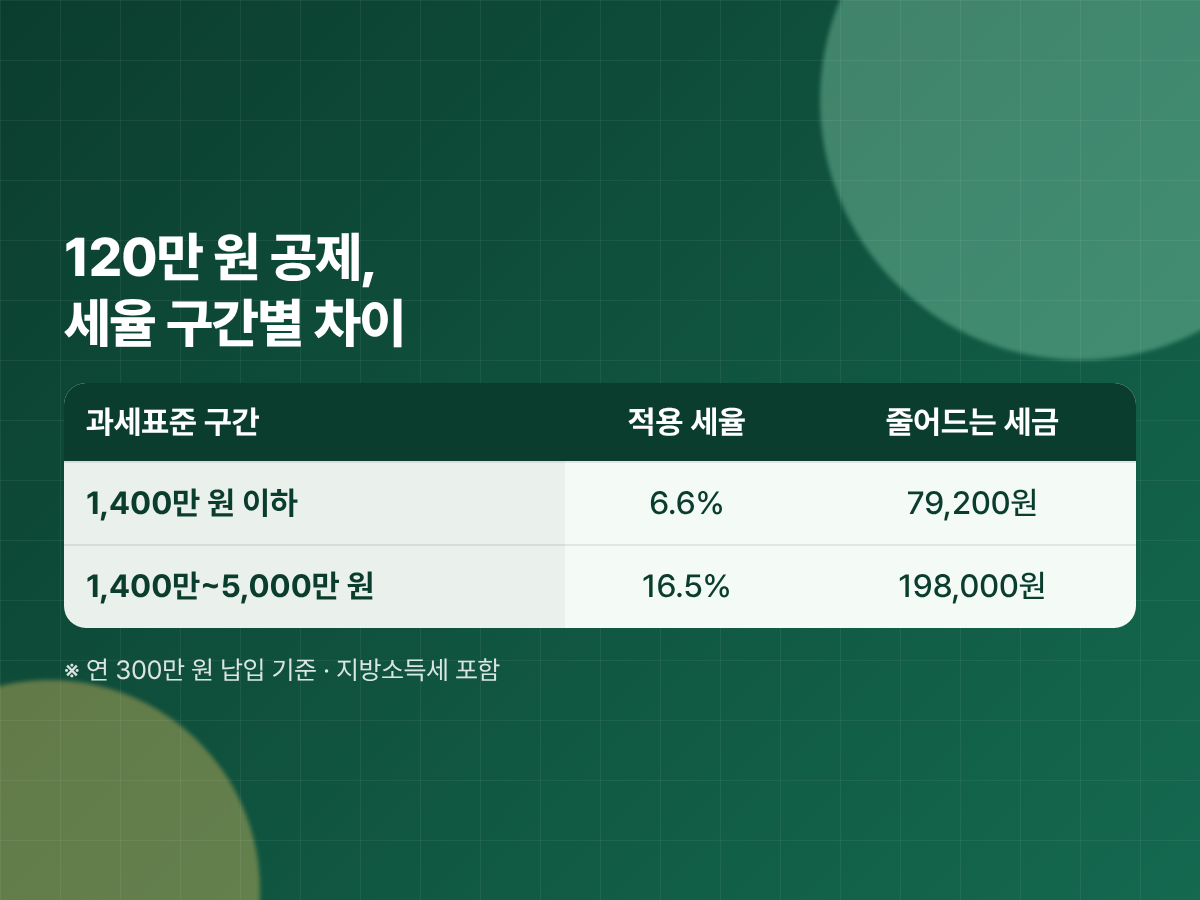 120만 원 공제,
세율 구간별 차이
과세표준 구간 적용 세율 줄어드는 세금
1,400만 원 이하 6.6% 79,200원
1,400만~5,000만 원 16.5% 198,000원
※ 연 300만 원 납입 기준 · 지방소득세 포함